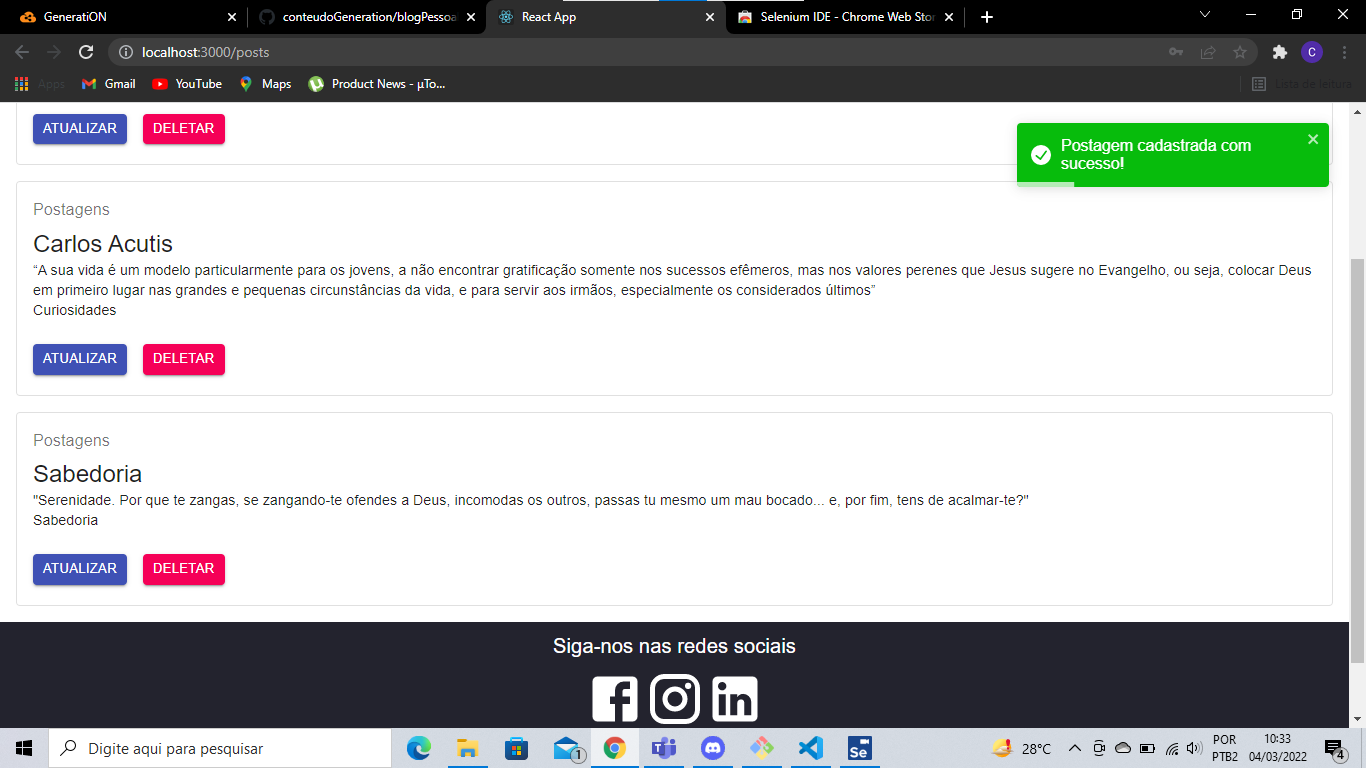 GeneratiON
conteudoGeneration/blogPessoa
React App
Selenium IDE - Chrome Web Stor
localhost:3000/posts
C
Apps
Gmail
YouTube
Maps
Product News - µTo...
Lista de leitura
ATUALIZAR DELETAR
Postagem cadastrada com
sucesso!
Postagens
Carlos Acutis
“A sua vida é um modelo particularmente para os jovens, a não encontrar gratificação somente nos sucessos efêmeros, mas nos valores perenes que Jesus sugere no Evangelho, ou seja, colocar Deus
em primeiro lugar nas grandes e pequenas circunstâncias da vida, e para servir aos irmãos, especialmente os considerados últimos”
Curiosidades
ATUALIZAR DELETAR
Postagens
Sabedoria
"Serenidade. Por que te zangas, se zangando-te ofendes a Deus, incomodas os outros, passas tu mesmo um mau bocado... e, por fim, tens de acalmar-te?"
Sabedoria
ATUALIZAR DELETAR
Siga-nos nas redes sociais
Digite aqui para pesquisar
1
Se
28°C
POR
PTB2
10:33
04/03/2022
4